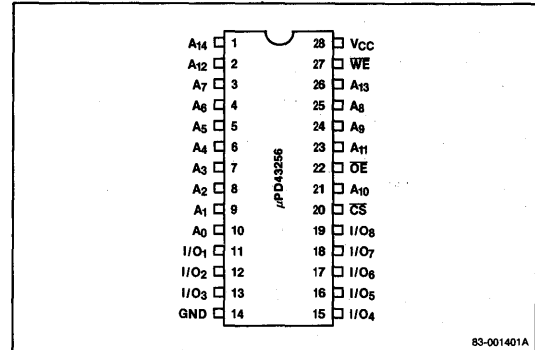 A14 1 28 VCC
A12 2 27 WE
A7 3 26 A13
A6 4 25 A8
A5 5 24 A9
A4 6 23 A11
A3 7 22 OE
A2 8 21 A10
A1 9 20 CS
A0 10 19 I/O8
I/O1 11 18 I/O7
I/O2 12 17 I/O6
I/O3 13 16 I/O5
GND 14 15 I/O4
μPD43256
83-001401A